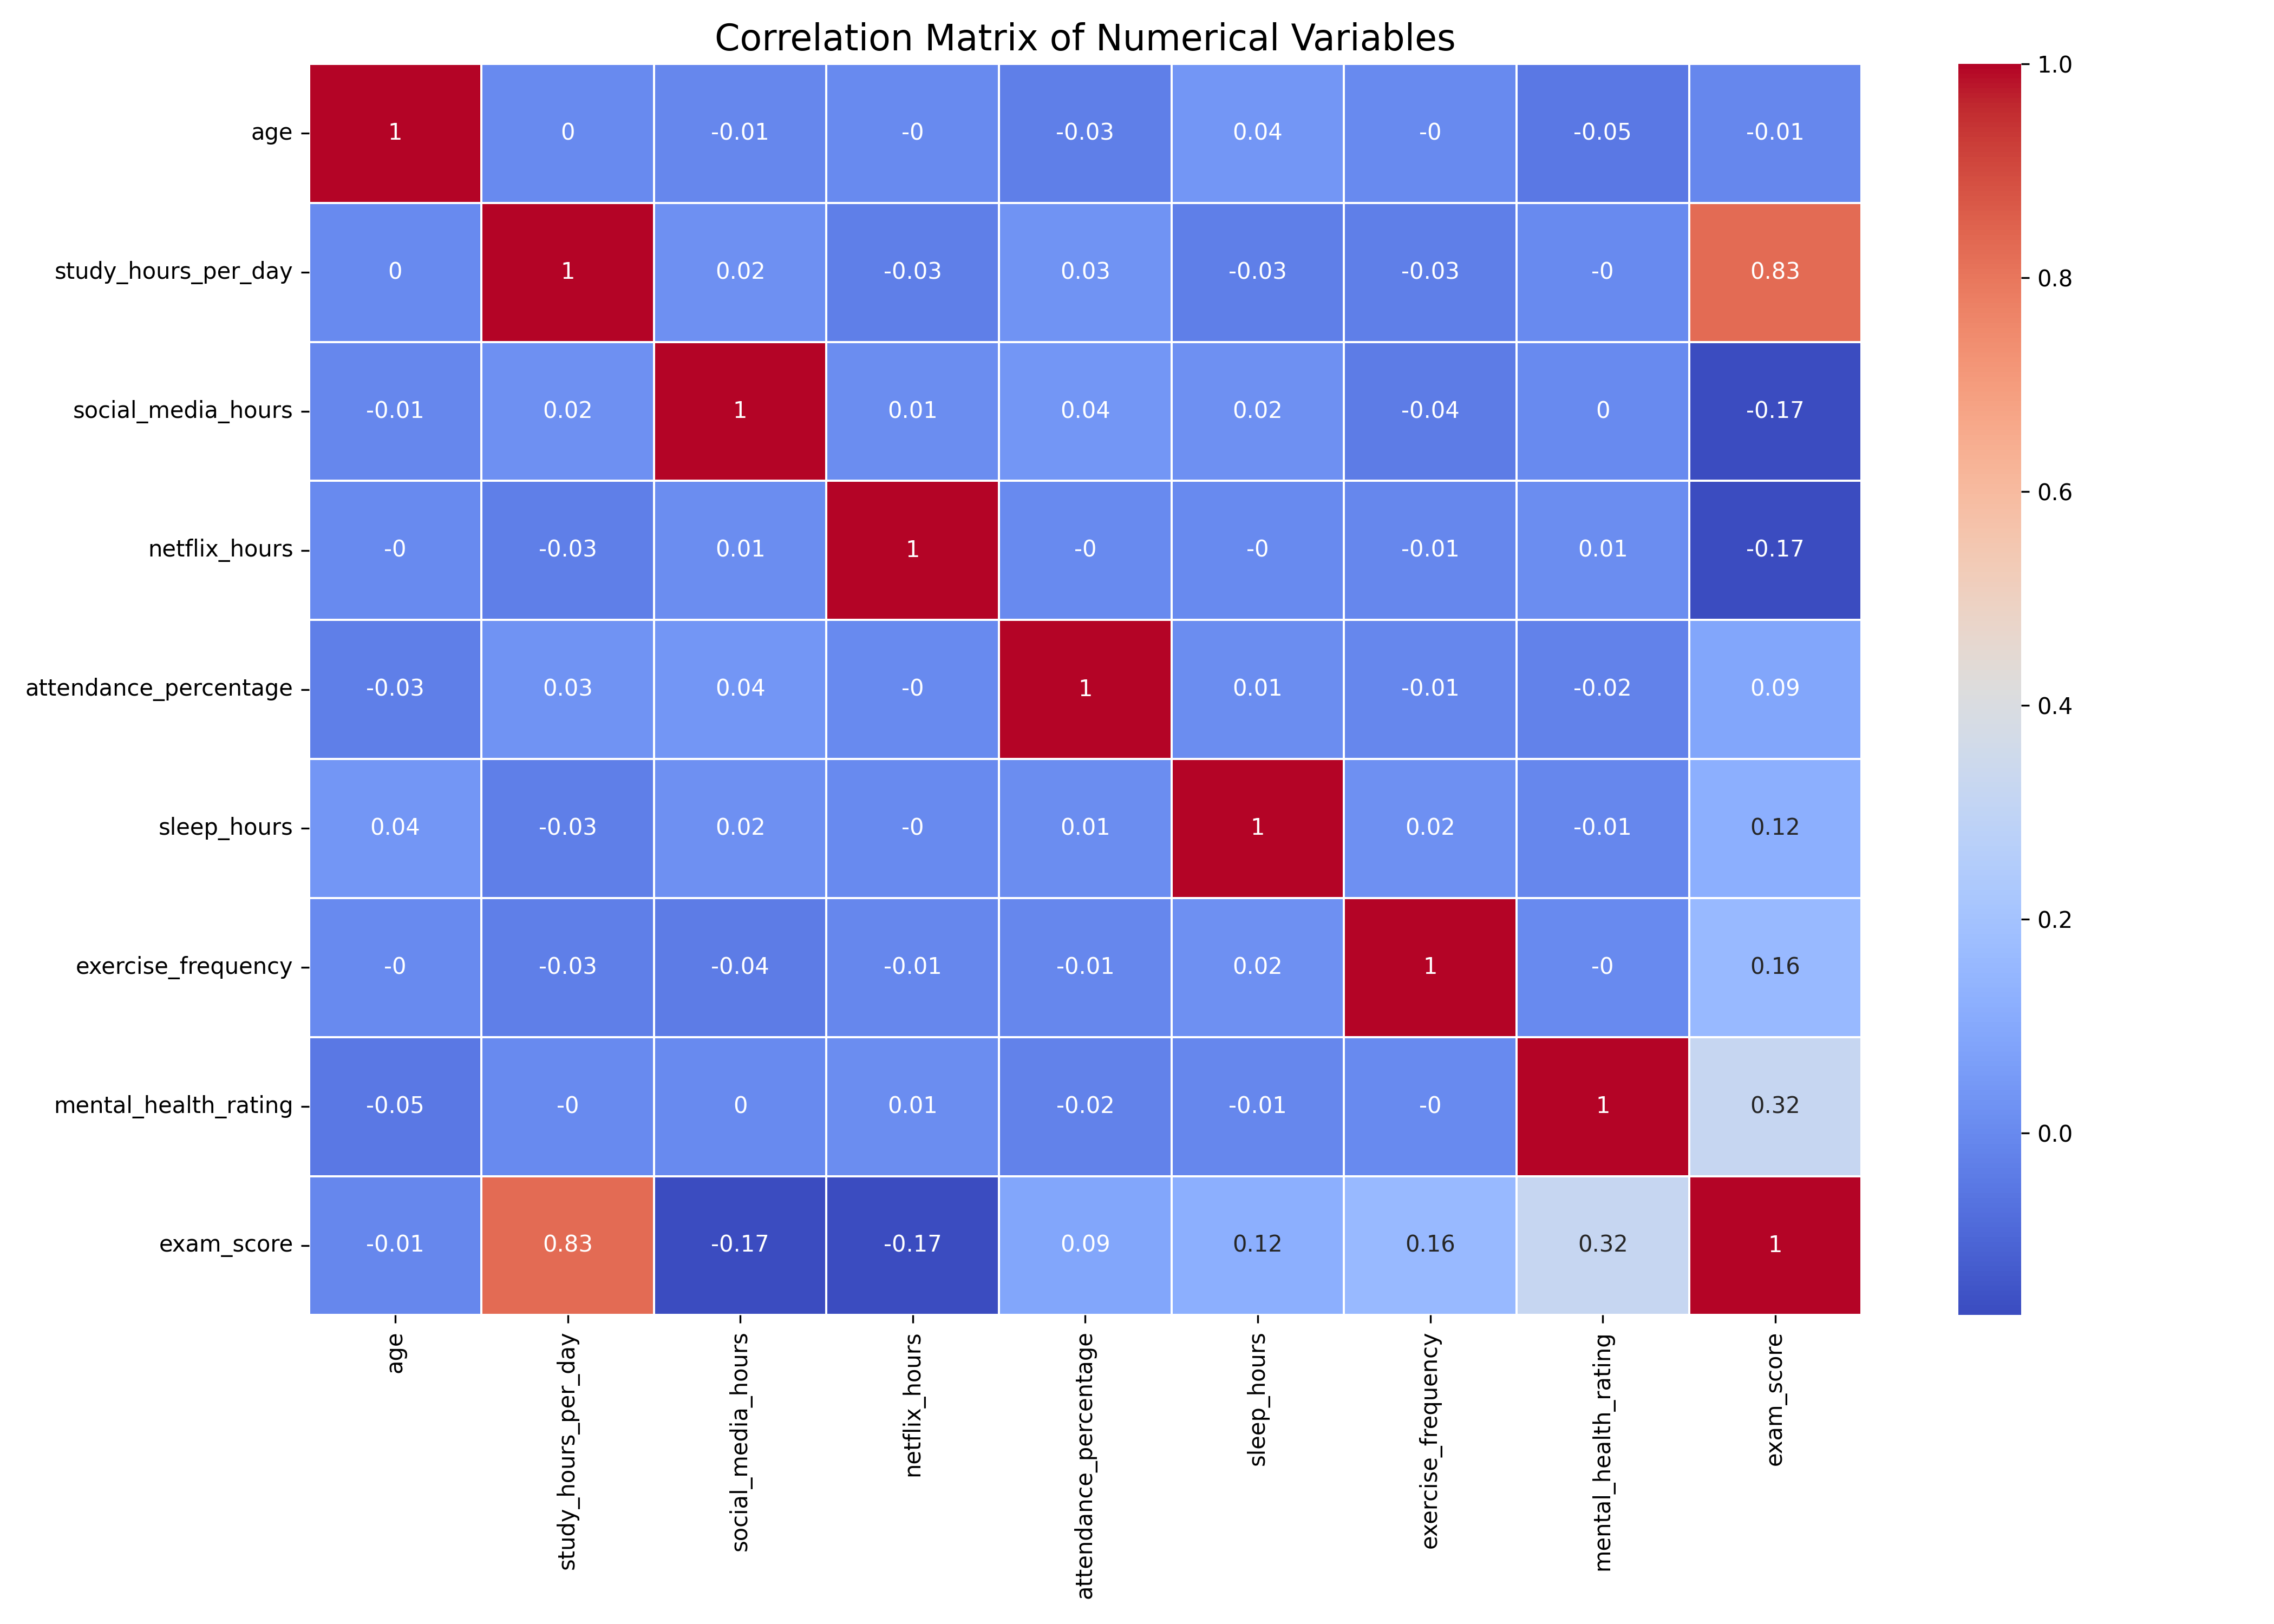 Correlation Matrix of Numerical Variables
age 1 0 -0.01 -0 -0.03 0.04 -0 -0.05 -0.01
study_hours_per_day 0 1 0.02 -0.03 0.03 -0.03 -0.03 -0 0.83
social_media_hours -0.01 0.02 1 0.01 0.04 0.02 -0.04 0 -0.17
netflix_hours -0 -0.03 0.01 1 -0 -0 -0.01 0.01 -0.17
attendance_percentage -0.03 0.03 0.04 -0 1 0.01 -0.01 -0.02 0.09
sleep_hours 0.04 -0.03 0.02 -0 0.01 1 0.02 -0.01 0.12
exercise_frequency -0 -0.03 -0.04 -0.01 -0.01 0.02 1 -0 0.16
mental_health_rating -0.05 -0 0 0.01 -0.02 -0.01 -0 1 0.32
exam_score -0.01 0.83 -0.17 -0.17 0.09 0.12 0.16 0.32 1
age
study_hours_per_day
social_media_hours
netflix_hours
attendance_percentage
sleep_hours
exercise_frequency
mental_health_rating
exam_score
1.0
0.8
0.6
0.4
0.2
0.0